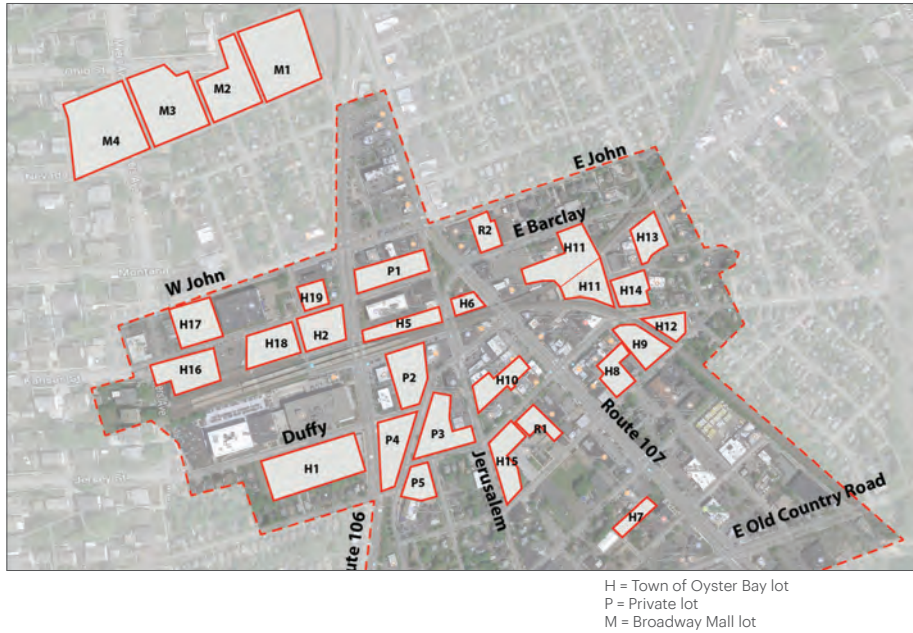 M1
M2
M3
M4
E John
E Barclay
R2
H11
H13
W John
P1
H11
H14
H19
H6
H17
H2
H5
H12
H18
H9
H16
P2
H8
H10
Route 107
Duffy
P4
P3
R1
H15
H1
P5
Jerusalem
H7
E Old Country Road
ute 106
H = Town of Oyster Bay lot
P = Private lot
M = Broadway Mall lot